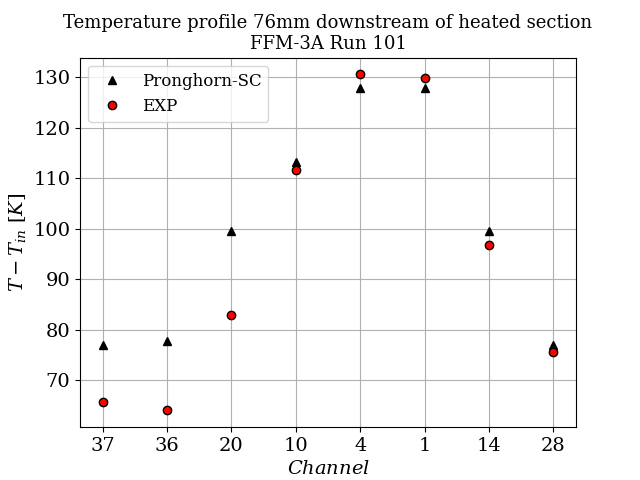 Temperature profile 76mm downstream of heated section
FFM-3A Run 101
Pronghorn-SC
EXP
130
120
110
100
90
80
70
T − T_in [K]
37 36 20 10 4 1 14 28
Channel